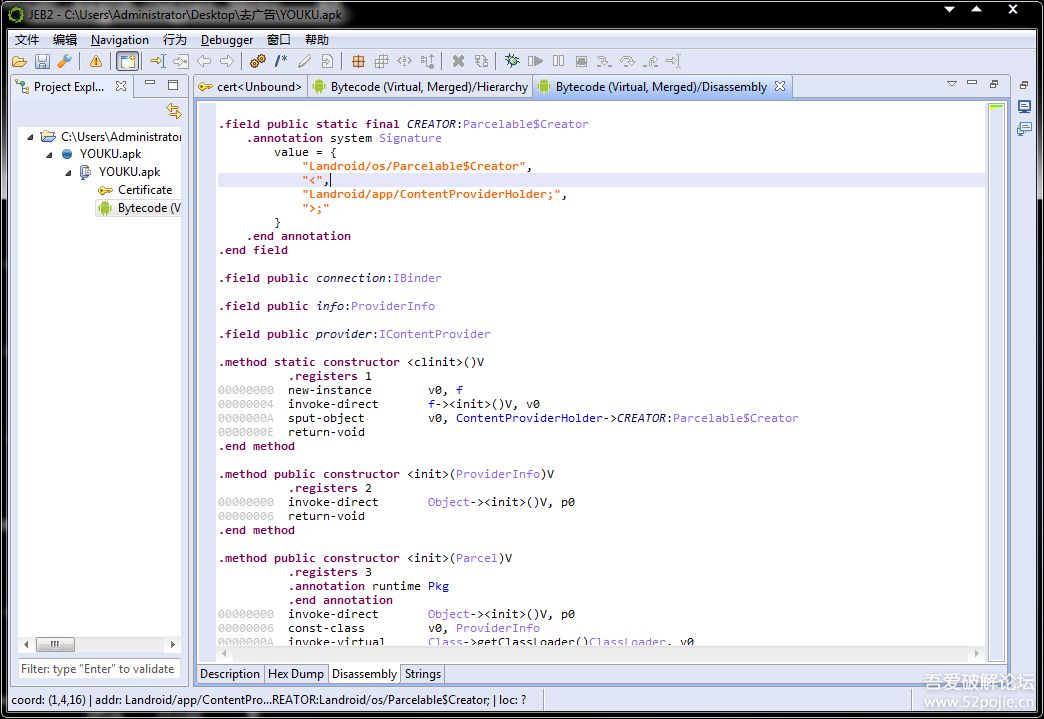 JEB2 - C:\Users\Administrator\Desktop\去广告\YOUKU.apk
文件 编辑 Navigation 行为 Debugger 窗口 帮助
Project Expl...
cert<Unbound> Bytecode (Virtual, Merged)/Hierarchy Bytecode (Virtual, Merged)/Disassembly
C:\Users\Administrator
YOUKU.apk
YOUKU.apk
Certificate
Bytecode (V
.field public static final CREATOR:Parcelable$Creator
.annotation system Signature
value = {
"Landroid/os/Parcelable$Creator",
"<",
"Landroid/app/ContentProviderHolder;",
">;"
}
.end annotation
.end field
.field public connection:IBinder
.field public info:ProviderInfo
.field public provider:IContentProvider
.method static constructor <clinit>()V
.registers 1
00000000 new-instance v0, f
00000004 invoke-direct f-><init>()V, v0
0000000A sput-object v0, ContentProviderHolder->CREATOR:Parcelable$Creator
0000000E return-void
.end method
.method public constructor <init>(ProviderInfo)V
.registers 2
00000000 invoke-direct Object-><init>()V, p0
00000006 return-void
.end method
.method public constructor <init>(Parcel)V
.registers 3
.annotation runtime Pkg
.end annotation
00000000 invoke-direct Object-><init>()V, p0
00000006 const-class v0, ProviderInfo
0000000A invoke-virtual Class->getClassLoader()ClassLoader, v0
Filter: type "Enter" to validate
Description Hex Dump Disassembly Strings
coord: (1,4,16) | addr: Landroid/app/ContentPro...REATOR:Landroid/os/Parcelable$Creator; | loc: ?
吾爱破解论坛
www.52pojie.cn